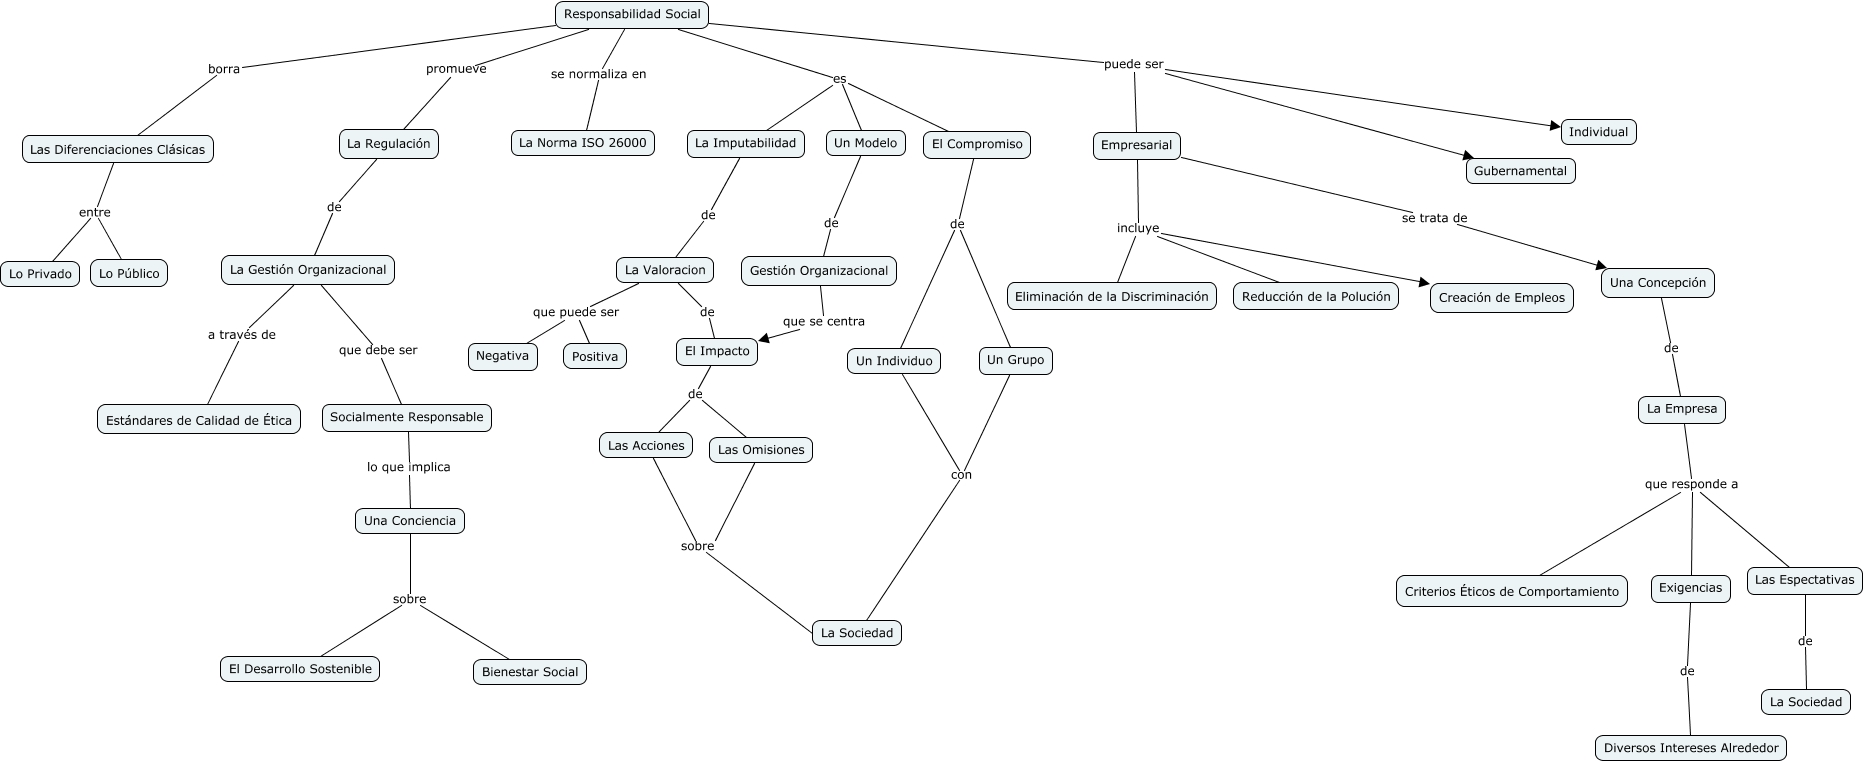 Responsabilidad Social
borra
promueve
se normaliza en
es
puede ser
Las Diferenciaciones Clásicas
La Regulación
La Norma ISO 26000
La Imputabilidad
Un Modelo
El Compromiso
Empresarial
Individual
Gubernamental
entre
de
de
de
de
incluye
se trata de
Lo Privado
Lo Público
La Gestión Organizacional
La Valoracion
Gestión Organizacional
Eliminación de la Discriminación
Reducción de la Polución
Creación de Empleos
Una Concepción
a través de
que debe ser
que puede ser
de
que se centra
de
Negativa
Positiva
El Impacto
Un Individuo
Un Grupo
de
La Empresa
Estándares de Calidad de Ética
Socialmente Responsable
Las Acciones
Las Omisiones
lo que implica
con
que responde a
Una Conciencia
sobre
sobre
La Sociedad
Criterios Éticos de Comportamiento
Exigencias
Las Espectativas
El Desarrollo Sostenible
Bienestar Social
de
de
La Sociedad
Diversos Intereses Alrededor